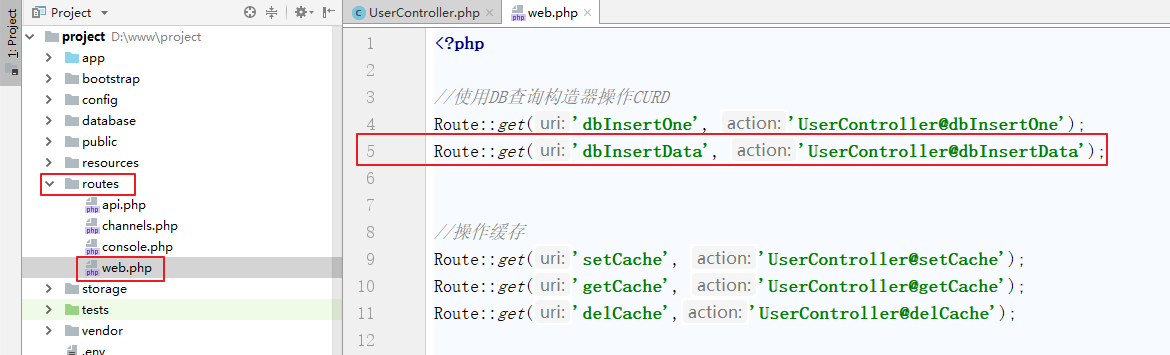 1: Project
Project
project D:\www\project
app
bootstrap
config
database
public
resources
routes
api.php
channels.php
console.php
web.php
storage
tests
vendor
.env
UserController.php
web.php
1 <?php
2
3 //使用DB查询构造器操作CURD
4 Route::get( uri: 'dbInsertOne', action: 'UserController@dbInsertOne');
5 Route::get( uri: 'dbInsertData', action: 'UserController@dbInsertData');
6
7
8 //操作缓存
9 Route::get( uri: 'setCache', action: 'UserController@setCache');
10 Route::get( uri: 'getCache', action: 'UserController@getCache');
11 Route::get( uri: 'delCache', action: 'UserController@delCache');
12